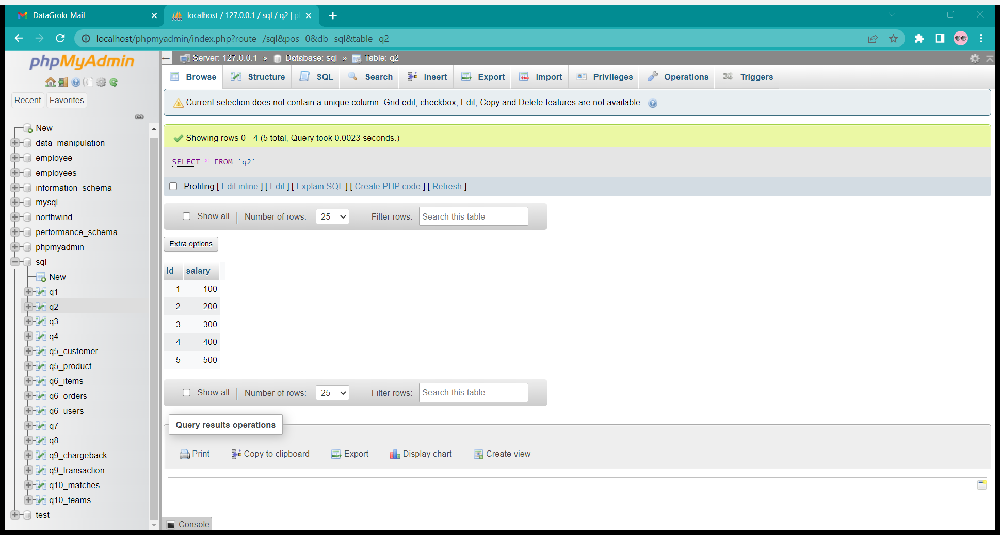 DataGrokr Mail
localhost / 127.0.0.1 / sql / q2 | p
localhost/phpmyadmin/index.php?route=/sql&pos=0&db=sql&table=q2
phpMyAdmin
Recent Favorites
New
data_manipulation
employee
employees
information_schema
mysql
northwind
performance_schema
phpmyadmin
sql
New
q1
q2
q3
q4
q5_customer
q5_product
q6_items
q6_orders
q6_users
q7
q8
q9_chargeback
q9_transaction
q10_matches
q10_teams
test
Server: 127.0.0.1 » Database: sql » Table: q2
Browse Structure SQL Search Insert Export Import Privileges Operations Triggers
Current selection does not contain a unique column. Grid edit, checkbox, Edit, Copy and Delete features are not available.
Showing rows 0 - 4 (5 total, Query took 0.0023 seconds.)
SELECT * FROM `q2`
Profiling [ Edit inline ] [ Edit ] [ Explain SQL ] [ Create PHP code ] [ Refresh ]
Show all | Number of rows: 25 Filter rows: Search this table
Extra options
id salary
1 100
2 200
3 300
4 400
5 500
Show all | Number of rows: 25 Filter rows: Search this table
Query results operations
Print Copy to clipboard Export Display chart Create view
Console